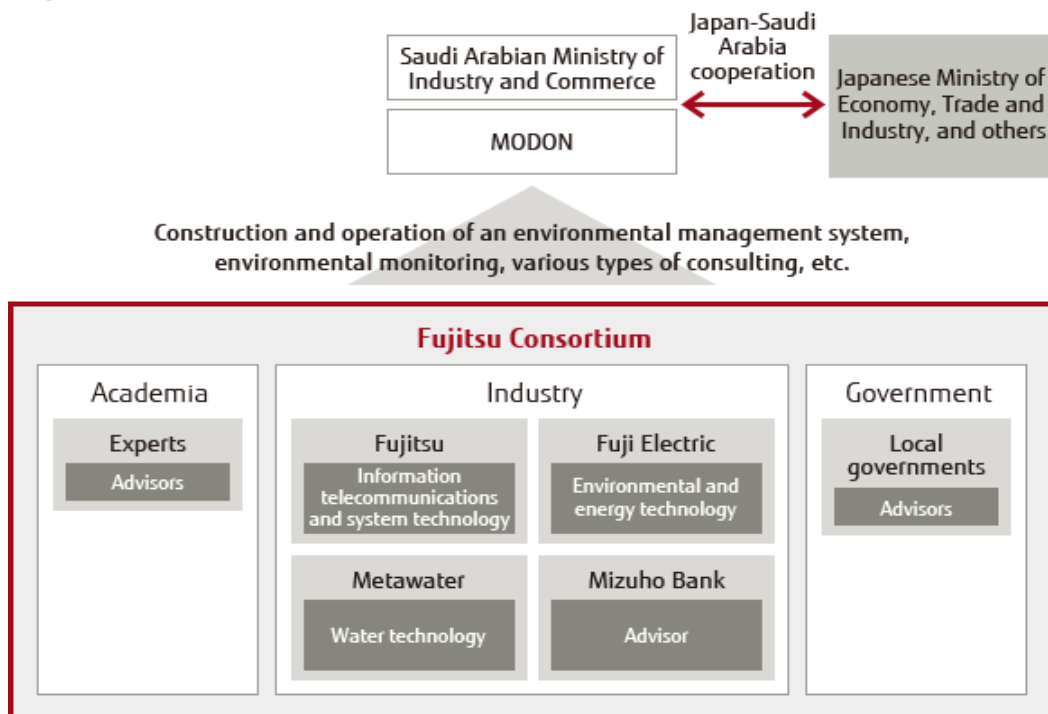 Japan-Saudi
Arabia
cooperation
Saudi Arabian Ministry of
Industry and Commerce
MODON
Japanese Ministry of
Economy, Trade and
Industry, and others
Construction and operation of an environmental management system,
environmental monitoring, various types of consulting, etc.
Fujitsu Consortium
Academia
Experts
Advisors
Industry
Fujitsu
Information
telecommunications
and system technology
Fuji Electric
Environmental and
energy technology
Metawater
Water technology
Mizuho Bank
Advisor
Government
Local
governments
Advisors